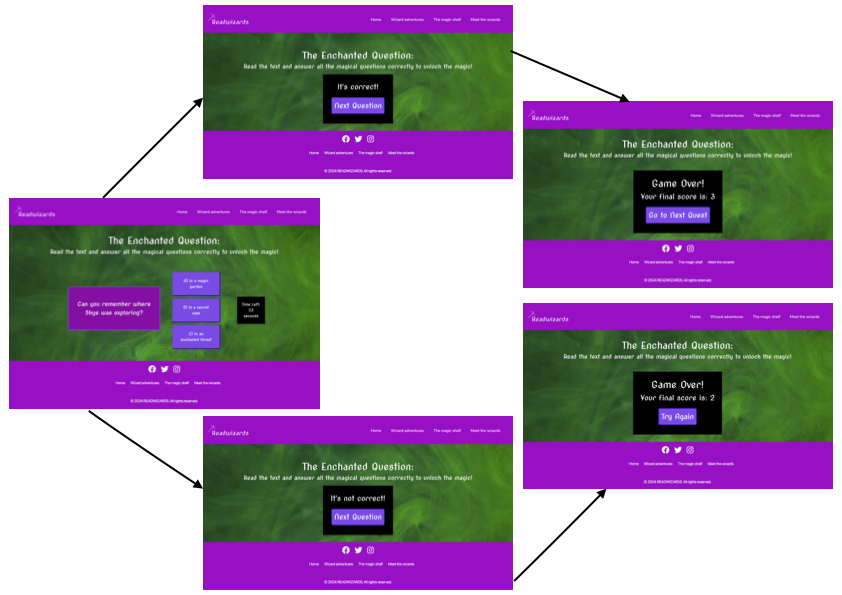 Readwizards
Home Wizard adventures The magic shelf Meet the wizards
The Enchanted Question:
Read the text and answer all the magical questions correctly to unlock the magic!
It's correct!
Next Question
Home Wizard adventures The magic shelf Meet the wizards
© 2024 READWIZARDS. All rights reserved.
Readwizards
Home Wizard adventures The magic shelf Meet the wizards
The Enchanted Question:
Read the text and answer all the magical questions correctly to unlock the magic!
Game Over!
Your final score is: 3
Go to Next Quest
Home Wizard adventures The magic shelf Meet the wizards
© 2024 READWIZARDS. All rights reserved.
Readwizards
Home Wizard adventures The magic shelf Meet the wizards
The Enchanted Question:
Read the text and answer all the magical questions correctly to unlock the magic!
Can you remember where
Skye was exploring?
in a magic
garden
in a secret
cave
in an
enchanted forest
Time Left
seconds
Home Wizard adventures The magic shelf Meet the wizards
© 2024 READWIZARDS. All rights reserved.
Readwizards
Home Wizard adventures The magic shelf Meet the wizards
The Enchanted Question:
Read the text and answer all the magical questions correctly to unlock the magic!
Game Over!
Your final score is: 2
Try Again
Home Wizard adventures The magic shelf Meet the wizards
© 2024 READWIZARDS. All rights reserved.
Readwizards
Home Wizard adventures The magic shelf Meet the wizards
The Enchanted Question:
Read the text and answer all the magical questions correctly to unlock the magic!
It's not correct!
Next Question
Home Wizard adventures The magic shelf Meet the wizards
© 2024 READWIZARDS. All rights reserved.